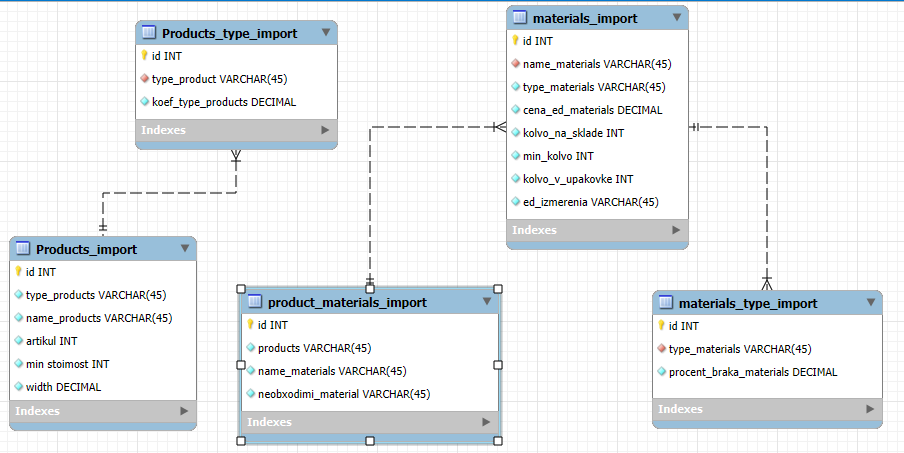 Products_type_import
id INT
type_product VARCHAR(45)
koef_type_products DECIMAL
Indexes
materials_import
id INT
name_materials VARCHAR(45)
type_materials VARCHAR(45)
cena_ed_materials DECIMAL
kolvo_na_sklade INT
min_kolvo INT
kolvo_v_upakovke INT
ed_izmerenia VARCHAR(45)
Indexes
Products_import
id INT
type_products VARCHAR(45)
name_products VARCHAR(45)
artikul INT
min stoimost INT
width DECIMAL
Indexes
product_materials_import
id INT
products VARCHAR(45)
name_materials VARCHAR(45)
neobxodimi_material VARCHAR(45)
Indexes
materials_type_import
id INT
type_materials VARCHAR(45)
procent_braka_materials DECIMAL
Indexes